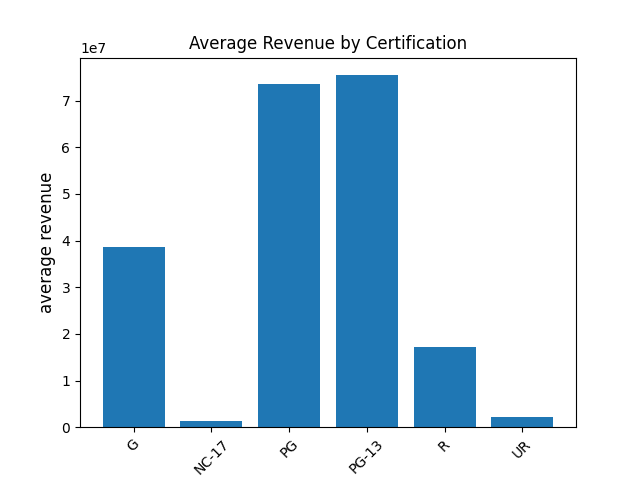 Average Revenue by Certification
1e7
average revenue
7
6
5
4
3
2
1
0
G
NC-17
PG
PG-13
R
UR